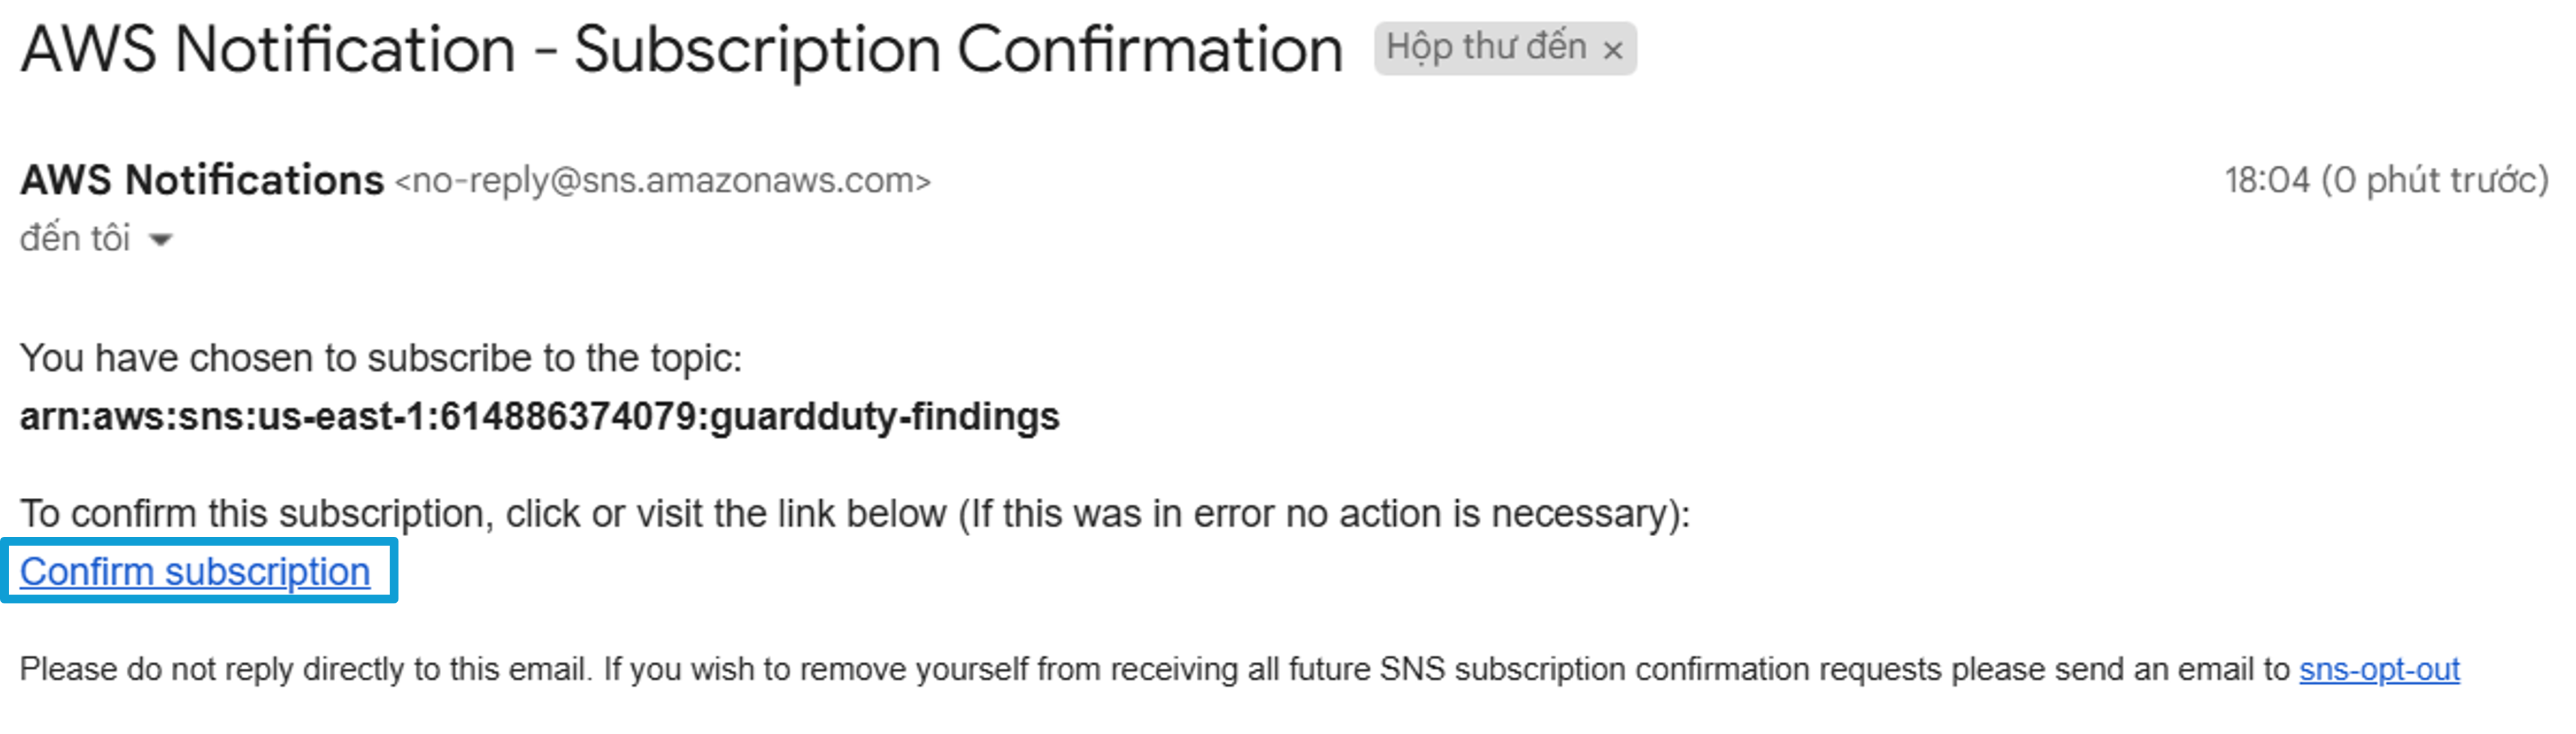 AWS Notification - Subscription Confirmation Hộp thư đến ×
AWS Notifications <no-reply@sns.amazonaws.com> 18:04 (0 phút trước)
đến tôi
You have chosen to subscribe to the topic:
arn:aws:sns:us-east-1:614886374079:guardduty-findings
To confirm this subscription, click or visit the link below (If this was in error no action is necessary):
Confirm subscription
Please do not reply directly to this email. If you wish to remove yourself from receiving all future SNS subscription confirmation requests please send an email to sns-opt-out